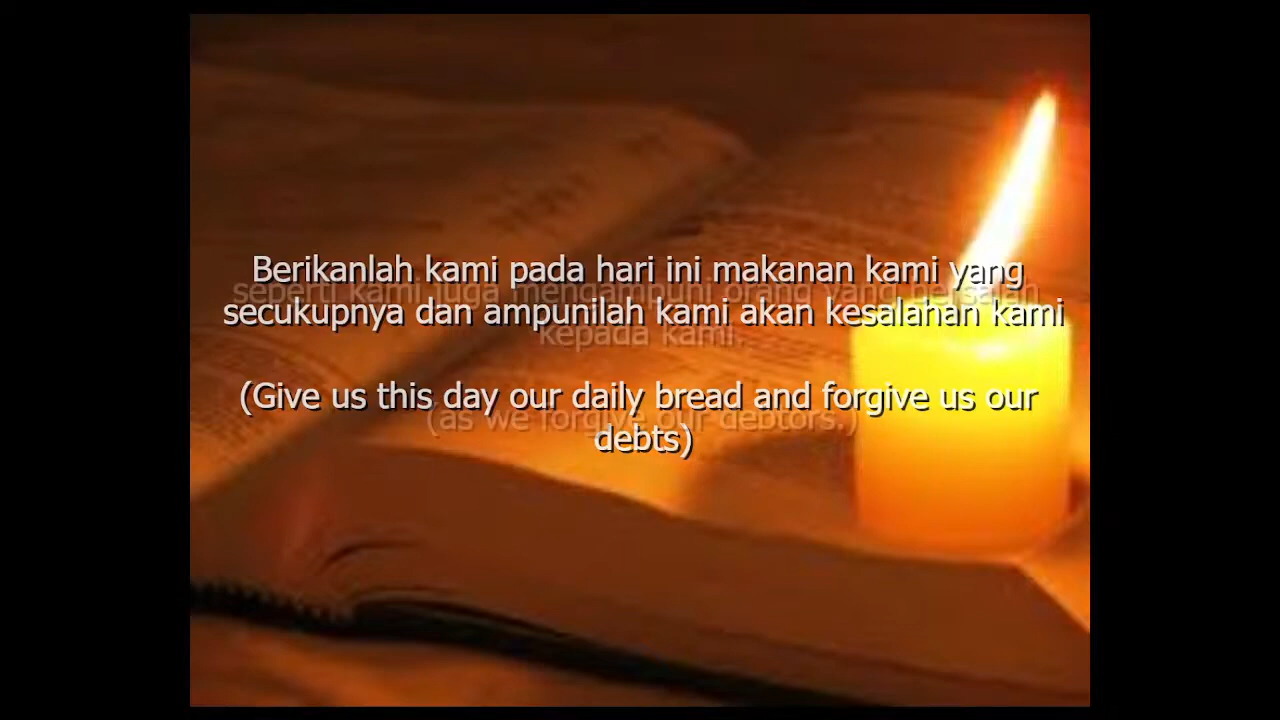 Berikanlah kami pada hari ini makanan kami yang
secukupnya dan ampunilah kami akan kesalahan kami
(Give us this day our daily bread and forgive us our
debts)
seperti kami juga mengampuni orang yang bersalah
kepada kami.
(as we forgive our debtors.)